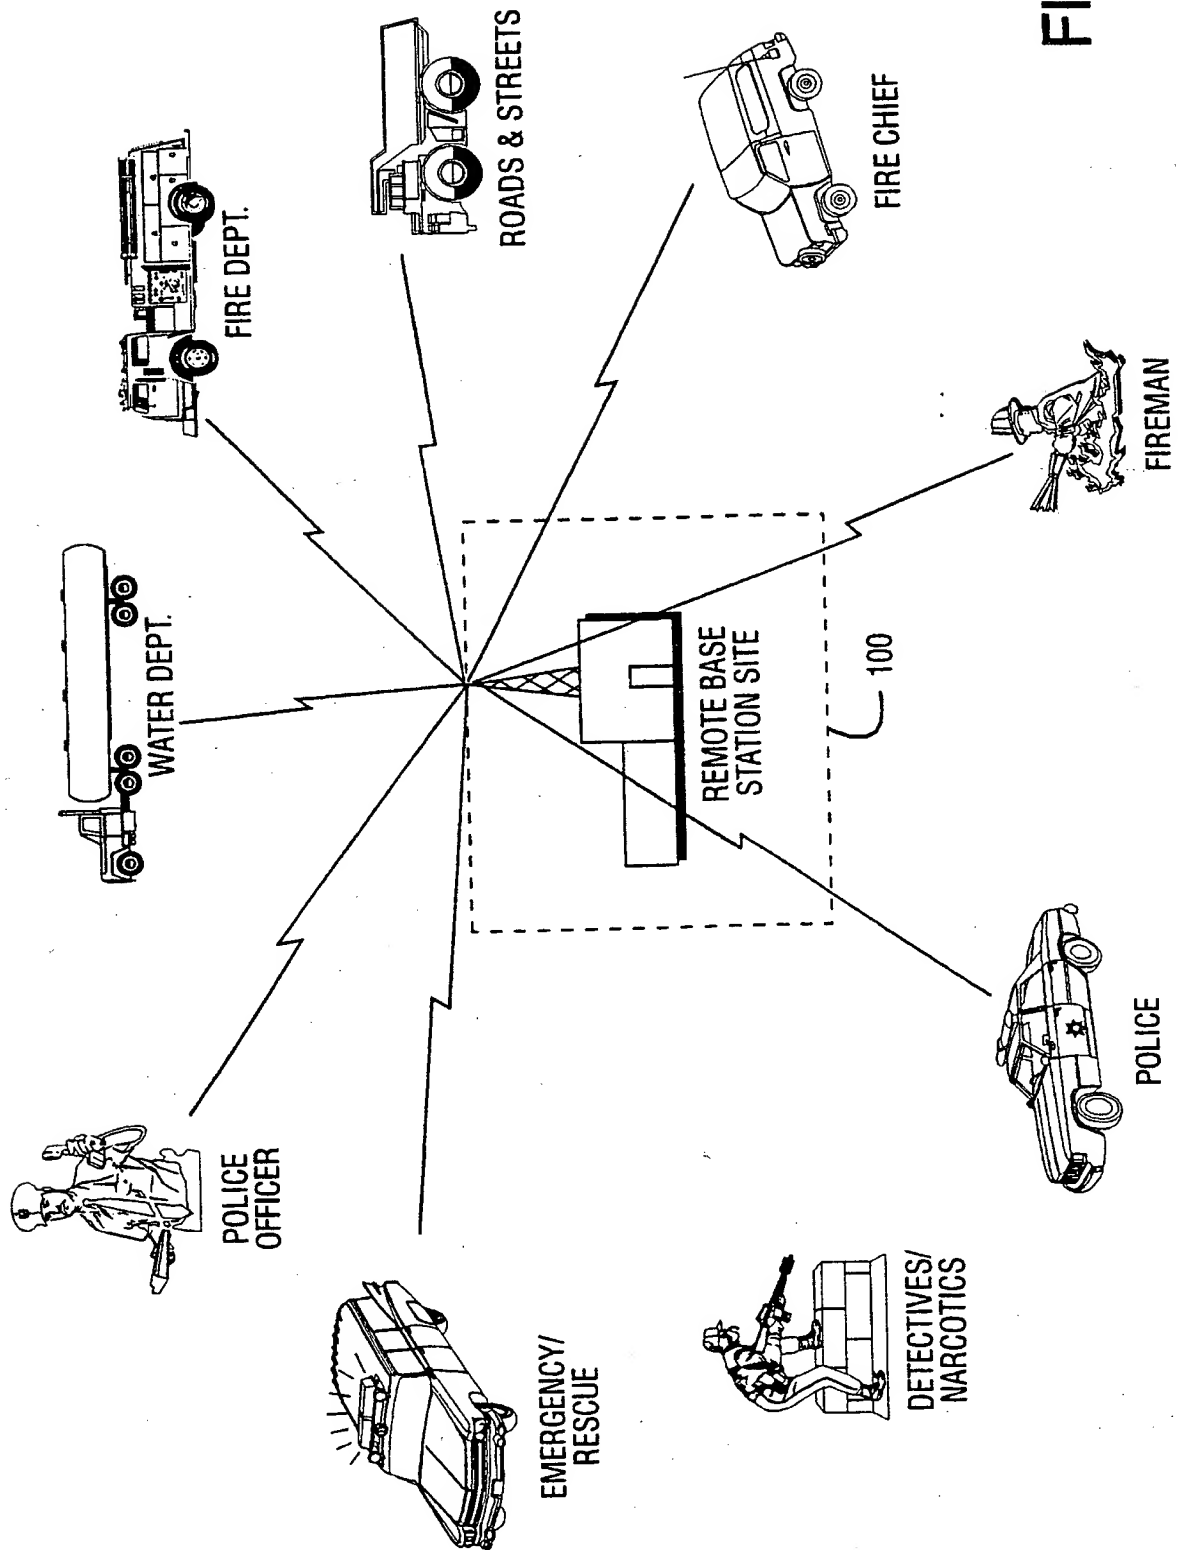 WATER DEPT.
POLICE
OFFICER
FIRE DEPT.
ROADS & STREETS
EMERGENCY/
RESCUE
REMOTE BASE
STATION SITE
100
FIRE CHIEF
DETECTIVES/
NARCOTICS
POLICE
FIREMAN
FI